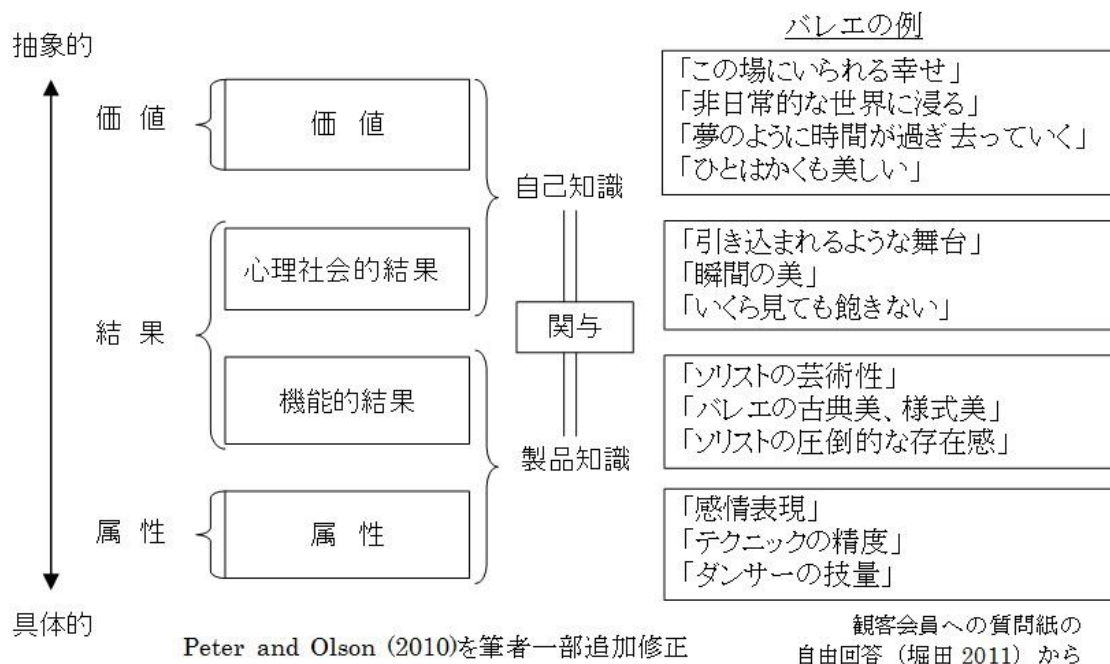 バレエの例
抽象的
価 値
価 値
「この場にいられる幸せ」
「非日常的な世界に浸る」
「夢のように時間が過ぎ去っていく」
「ひとはかくも美しい」
自己知識
結 果
心理社会的結果
「引き込まれるような舞台」
「瞬間の美」
「いくら見ても飽きない」
関与
機能的結果
「ソリストの芸術性」
「バレエの古典美、様式美」
「ソリストの圧倒的な存在感」
製品知識
属 性
属 性
「感情表現」
「テクニックの精度」
「ダンサーの技量」
具体的
Peter and Olson (2010)を筆者一部追加修正
観客会員への質問紙の
自由回答（堀田 2011）から